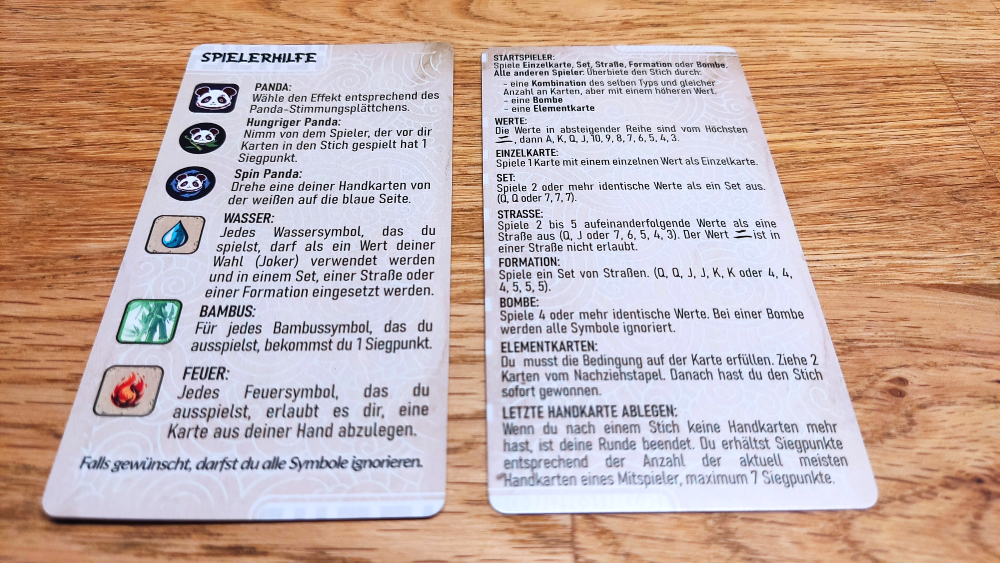 SPIELERHILFE
PANDA:
Wähle den Effekt entsprechend des
Panda-Stimmungsplättchens.
Hungriger Panda:
Nimm von dem Spieler, der vor dir
Karten in den Stich gespielt hat 1
Siegpunkt.
Spin Panda:
Drehe eine deiner Handkarten von
der weißen auf die blaue Seite.
WASSER:
Jedes Wassersymbol, das du
spielst, darf als ein Wert deiner
Wahl (Joker) verwendet werden
und in einem Set, einer Straße oder
einer Formation eingesetzt werden.
BAMBUS:
Für jedes Bambussymbol, das du
ausspielst, bekommst du 1 Siegpunkt.
FEUER:
Jedes Feuersymbol, das du
ausspielst, erlaubt es dir, eine
Karte aus deiner Hand abzulegen.
Falls gewünscht, darfst du alle Symbole ignorieren.
STARTSPIELER:
Spiele Einzelkarte, Set, Straße, Formation oder Bombe.
Alle anderen Spieler: Überbiete den Stich durch:
- eine Kombination des selben Typs und gleicher
Anzahl an Karten, aber mit einem höheren Wert.
- eine Bombe
- eine Elementkarte
WERTE:
Die Werte in absteigender Reihe sind vom Höchsten
二, dann A, K, Q, J, 10, 9, 8, 7, 6, 5, 4, 3.
EINZELKARTE:
Spiele 1 Karte mit einem einzelnen Wert als Einzelkarte.
SET:
Spiele 2 oder mehr identische Werte als ein Set aus.
(Q, Q oder 7, 7, 7).
STRASSE:
Spiele 2 bis 5 aufeinanderfolgende Werte als eine
Straße aus (Q, J oder 7, 6, 5, 4, 3). Der Wert 二 ist in
einer Straße nicht erlaubt.
FORMATION:
Spiele ein Set von Straßen. (Q, Q, J, J, K, K oder 4, 4,
4, 5, 5, 5).
BOMBE:
Spiele 4 oder mehr identische Werte. Bei einer Bombe
werden alle Symbole ignoriert.
ELEMENTKARTEN:
Du musst die Bedingung auf der Karte erfüllen. Ziehe 2
Karten vom Nachziehstapel. Danach hast du den Stich
sofort gewonnen.
LETZTE HANDKARTE ABLEGEN:
Wenn du nach einem Stich keine Handkarten mehr
hast, ist deine Runde beendet. Du erhältst Siegpunkte
entsprechend der Anzahl der aktuell meisten
Handkarten eines Mitspieler, maximum 7 Siegpunkte.